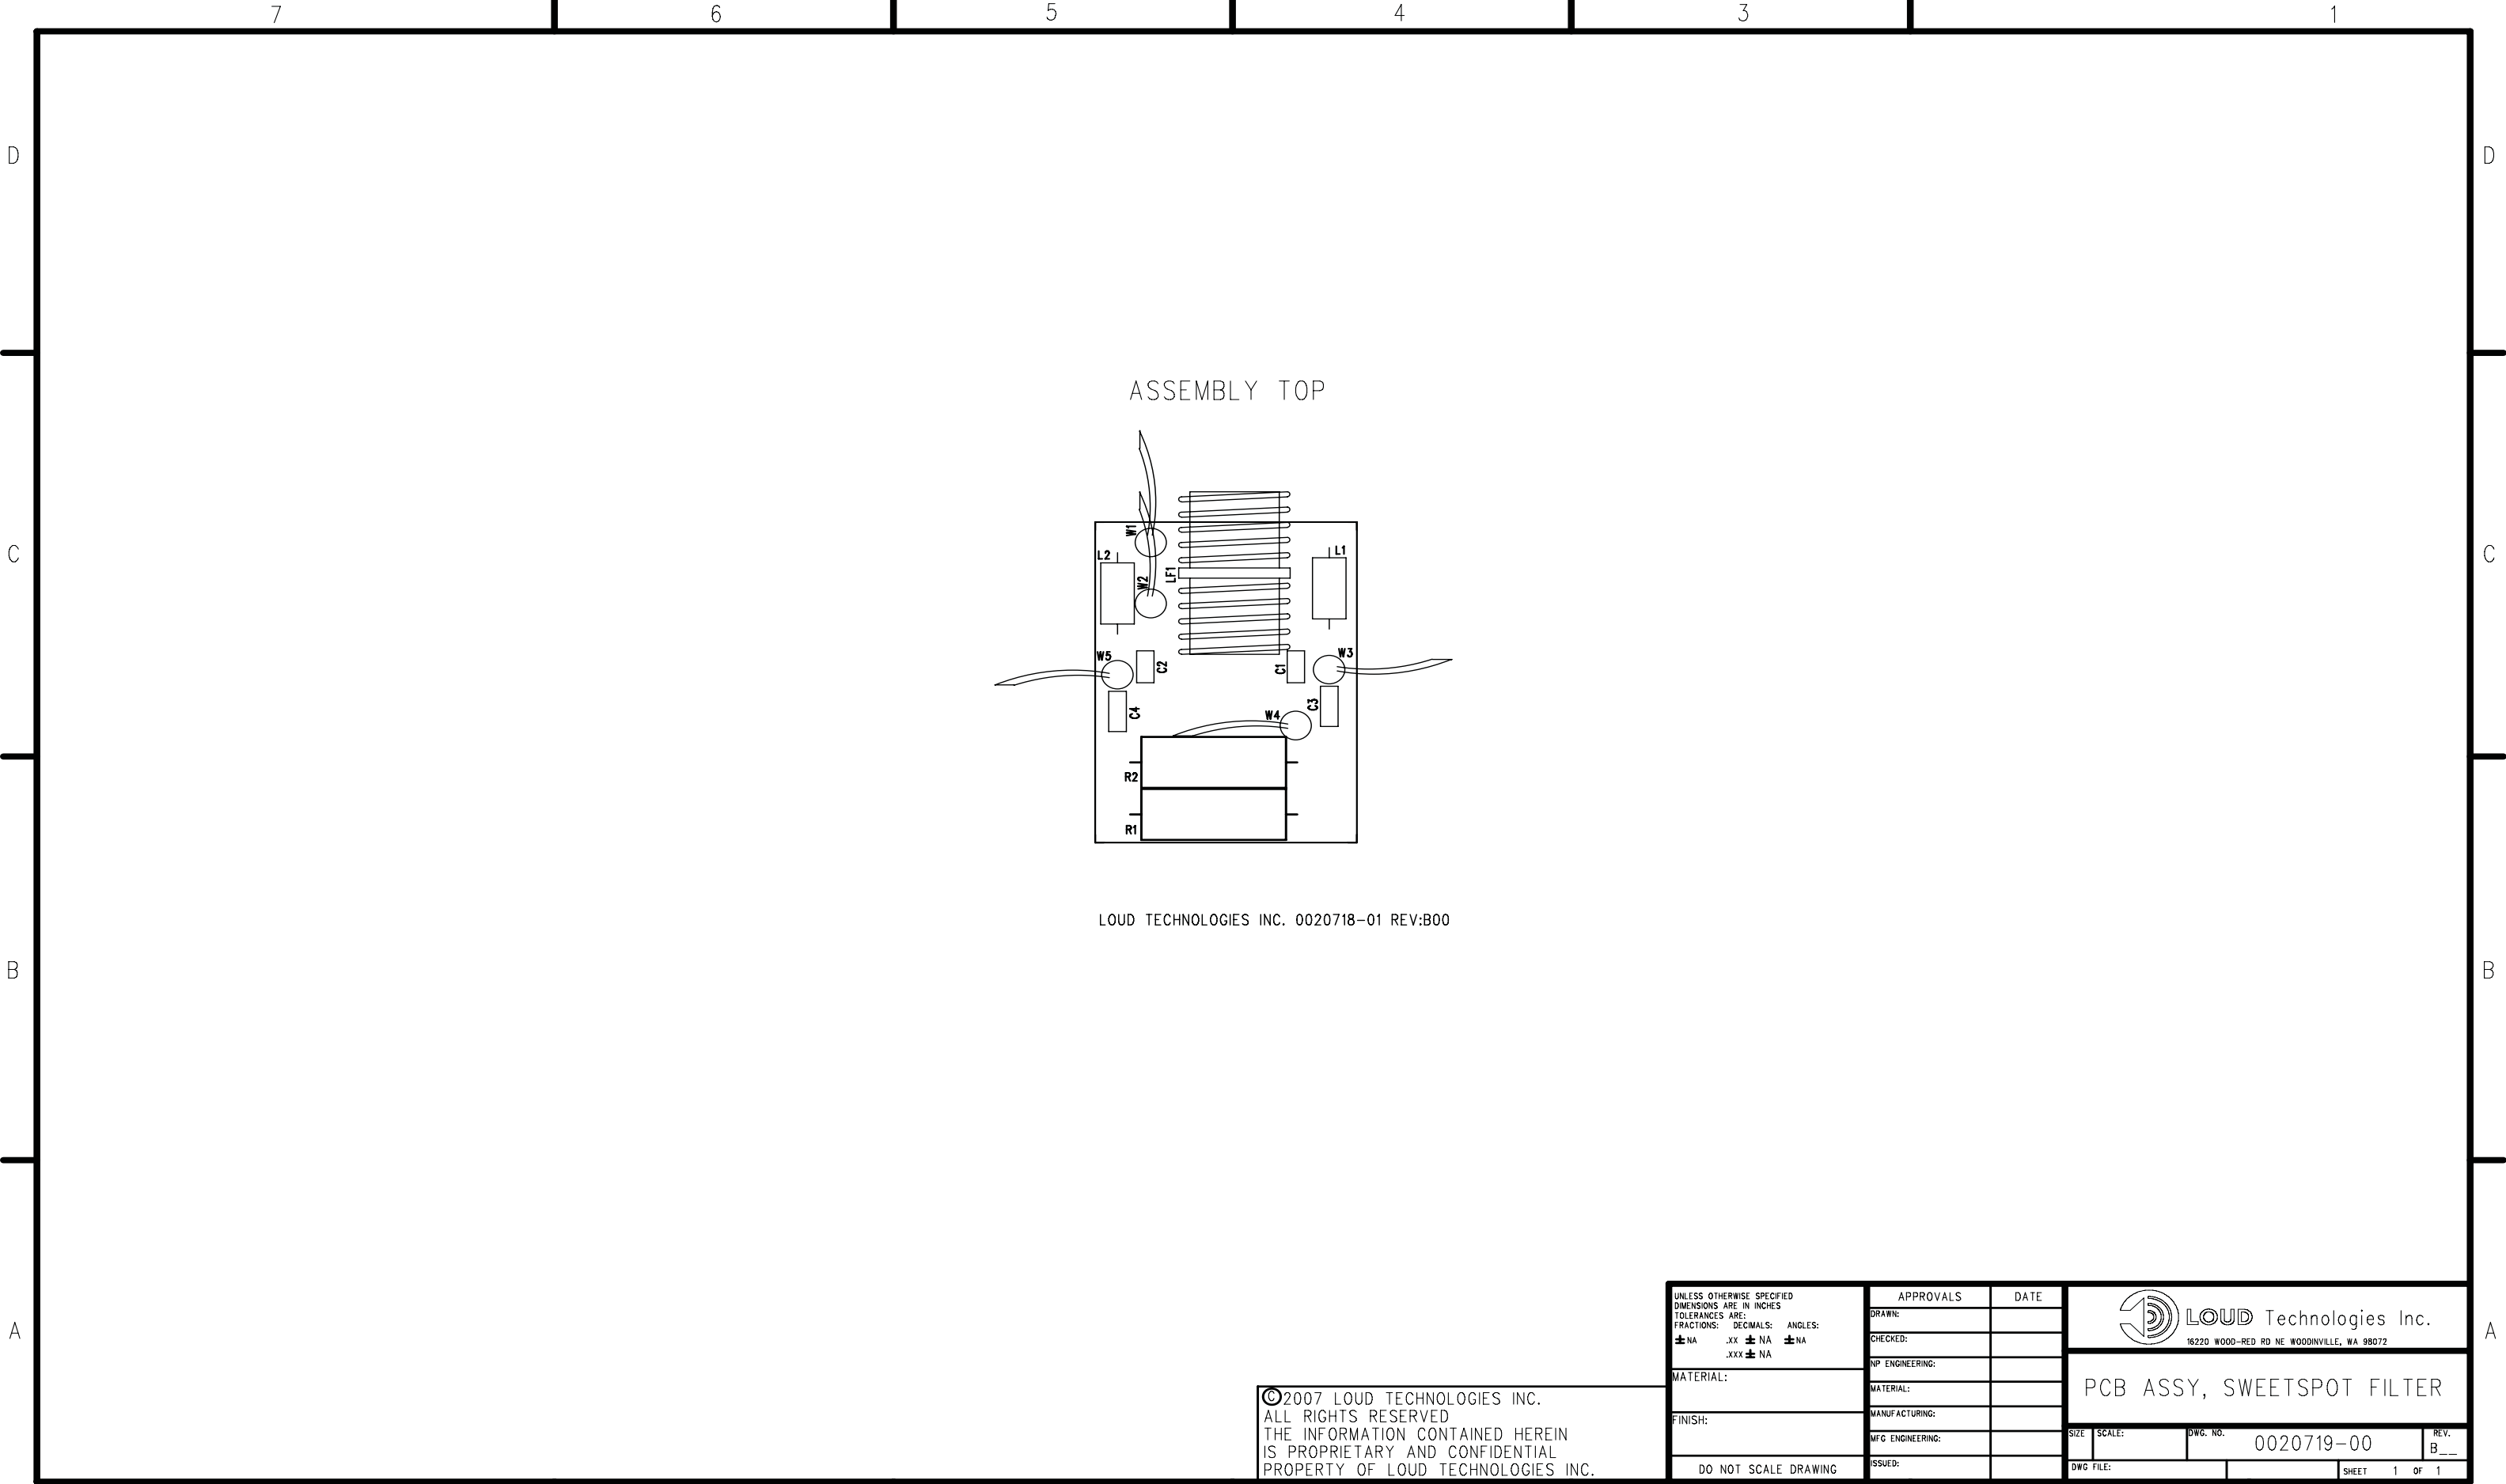 7 6 5 4 3 1
D D
ASSEMBLY TOP
W1
L2
L1
C C
LF1
W2
W5
W3
C2
C1
C3
C4
W4
R2
R1
LOUD TECHNOLOGIES INC. 0020718-01 REV:B00
B B
A A
©2007 LOUD TECHNOLOGIES INC.
ALL RIGHTS RESERVED
THE INFORMATION CONTAINED HEREIN
IS PROPRIETARY AND CONFIDENTIAL
PROPERTY OF LOUD TECHNOLOGIES INC.
UNLESS OTHERWISE SPECIFIED
DIMENSIONS ARE IN INCHES
TOLERANCES ARE:
FRACTIONS: DECIMALS: ANGLES:
±NA .XX ± NA ±NA
.XXX ± NA
MATERIAL:
FINISH:
DO NOT SCALE DRAWING
APPROVALS DATE
DRAWN:
CHECKED:
NP ENGINEERING:
MATERIAL:
MANUFACTURING:
MFG ENGINEERING:
ISSUED:
LOUD Technologies Inc.
16220 WOOD-RED RD NE WOODINVILLE, WA 98072
PCB ASSY, SWEETSPOT FILTER
SIZE SCALE: DWG. NO. 0020719-00 REV. B__
DWG FILE: SHEET 1 OF 1